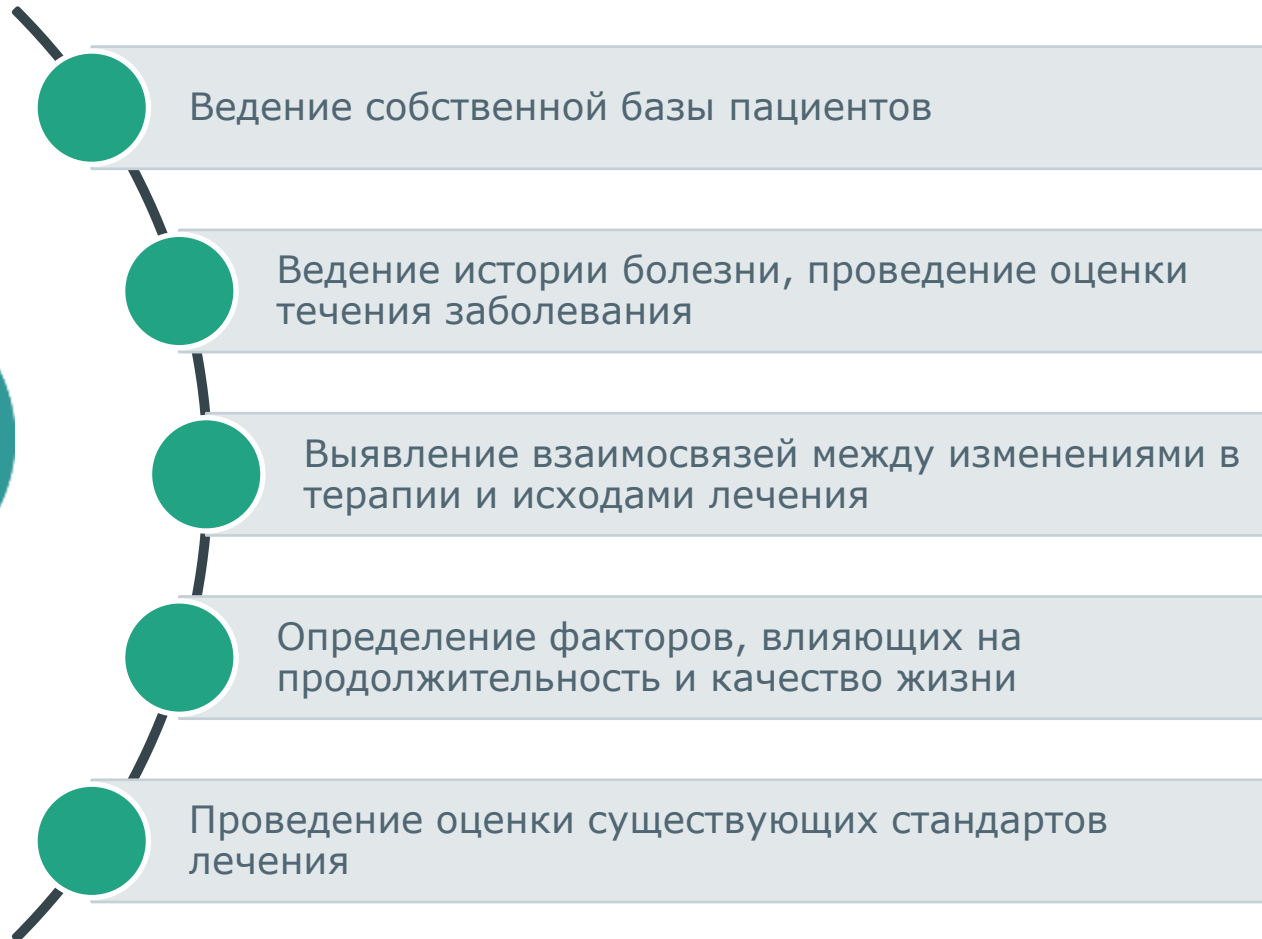 Ведение собственной базы пациентов
Ведение истории болезни, проведение оценки
течения заболевания
Выявление взаимосвязей между изменениями в
терапии и исходами лечения
Определение факторов, влияющих на
продолжительность и качество жизни
Проведение оценки существующих стандартов
лечения